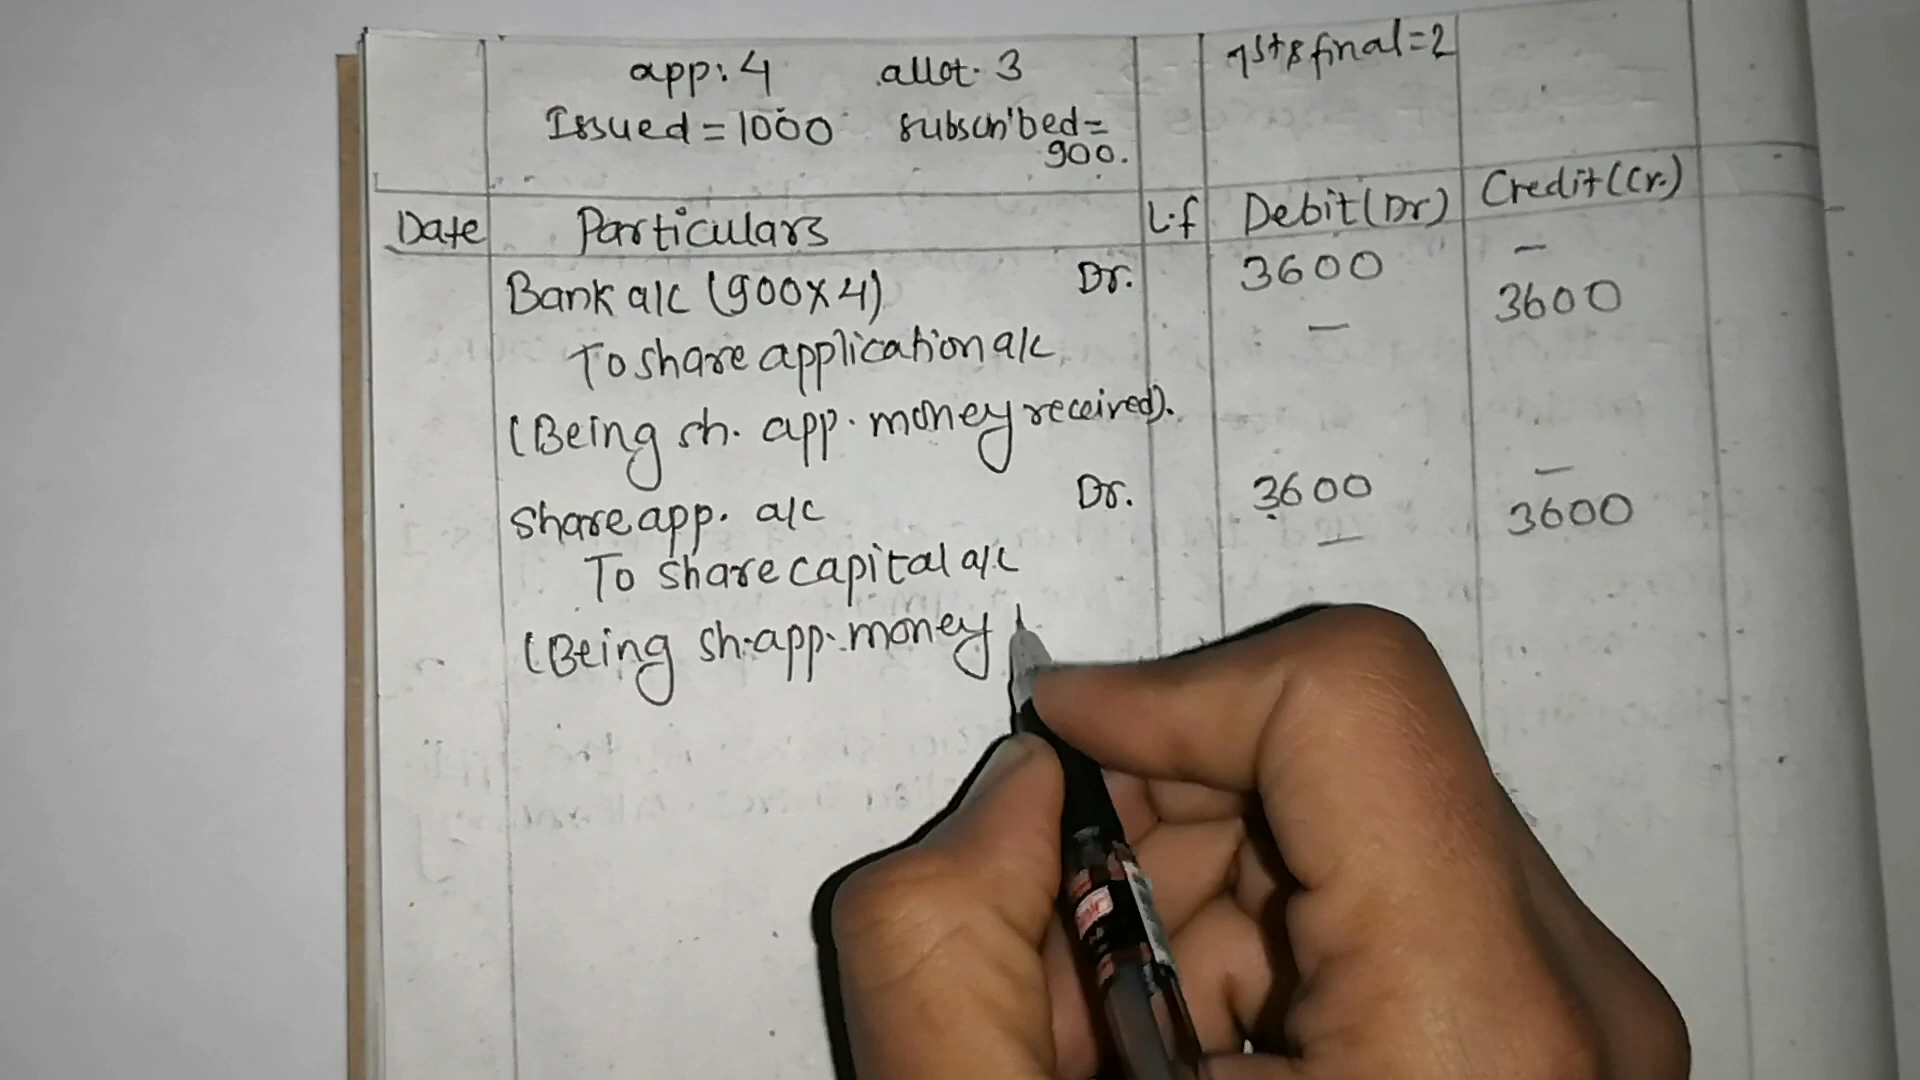 app: 4 allot. 3 1st & final = 2
Issued = 1000 subscribed =
900.
Date Particulars L.f Debit (Dr) Credit (Cr.)
Bank a/c (900 x 4) Dr. 3600 —
To share application a/c — 3600
(Being sh. app. money received).
share app. a/c Dr. 3600 —
To share capital a/c — 3600
(Being sh. app. money